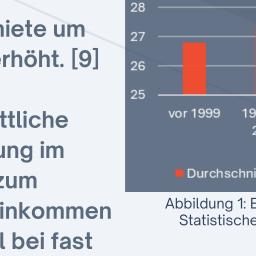 niete um
erhöht. [9]
ttliche
ung im
zum
inkommen
l bei fast
28
27
26
25
vor 1999
19
2
Durchschni
Abbildung 1: E
Statistische